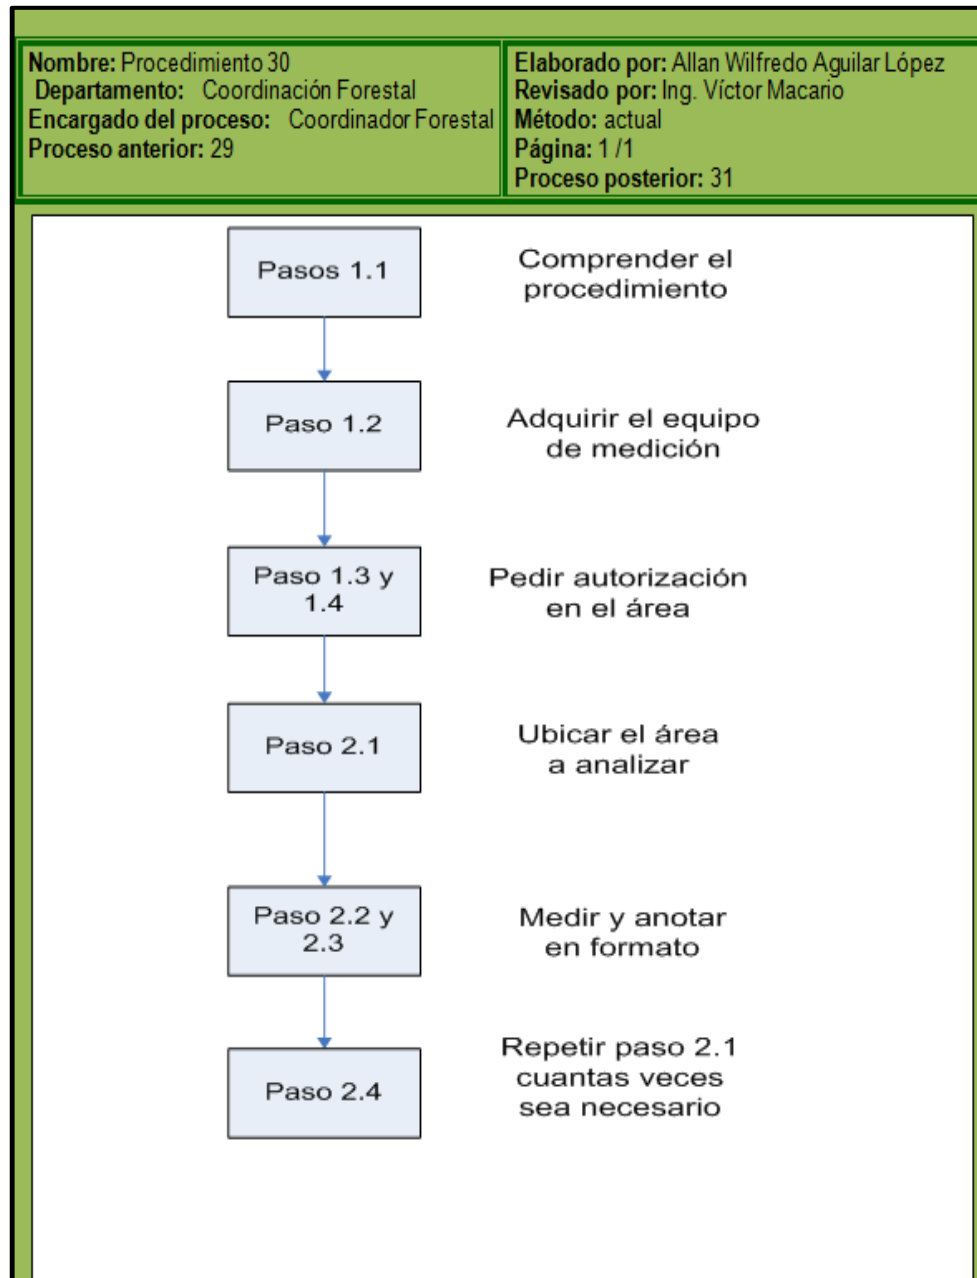 Nombre: Procedimiento 30
Departamento: Coordinación Forestal
Encargado del proceso: Coordinador Forestal
Proceso anterior: 29
Elaborado por: Allan Wilfredo Aguilar López
Revisado por: Ing. Víctor Macario
Método: actual
Página: 1 /1
Proceso posterior: 31
Pasos 1.1
Comprender el
procedimiento
Paso 1.2
Adquirir el equipo
de medición
Paso 1.3 y
1.4
Pedir autorización
en el área
Paso 2.1
Ubicar el área
a analizar
Paso 2.2 y
2.3
Medir y anotar
en formato
Paso 2.4
Repetir paso 2.1
cuantas veces
sea necesario